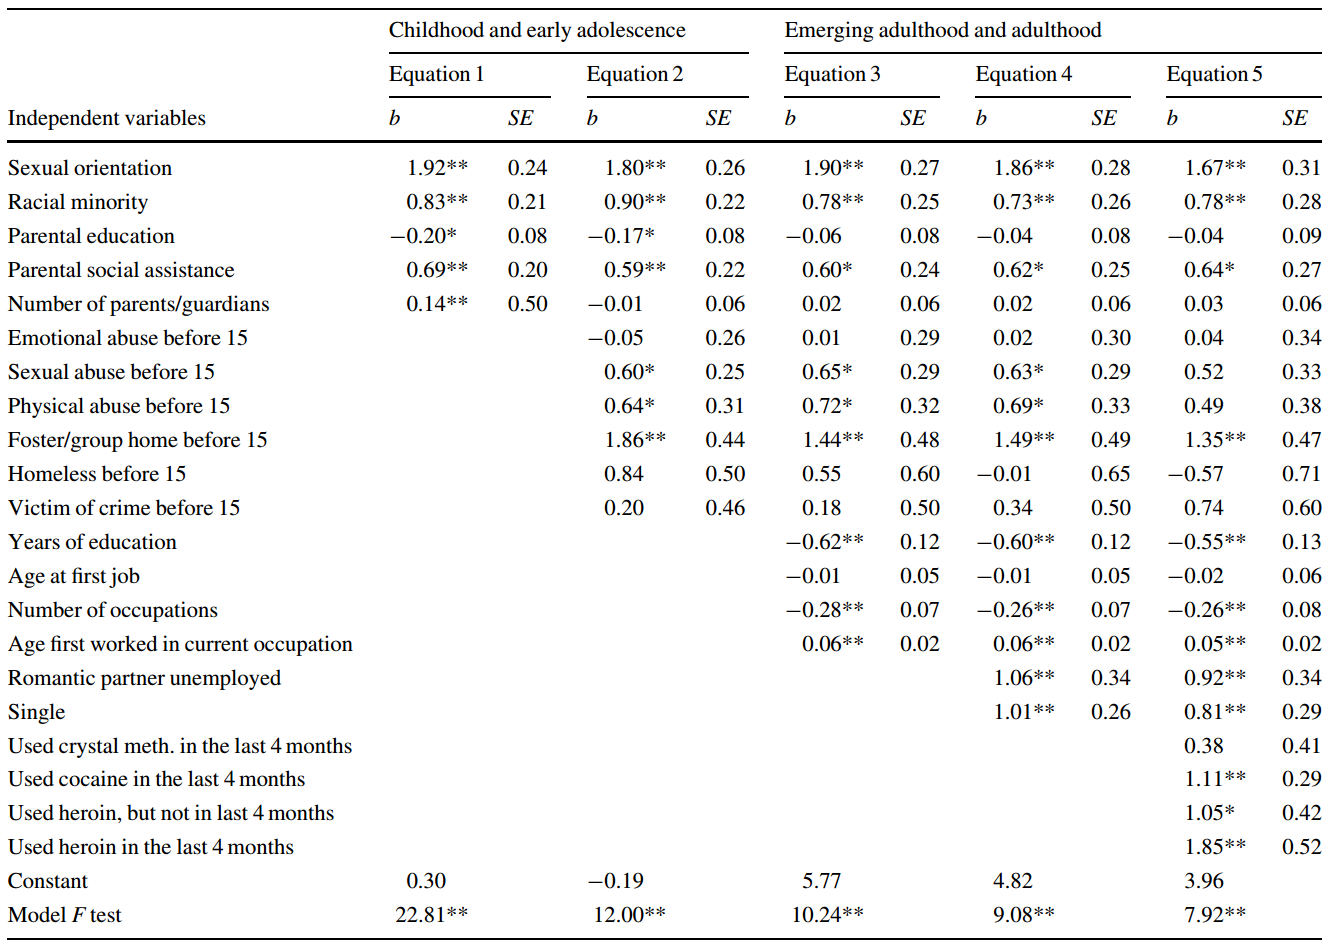 Childhood and early adolescence Emerging adulthood and adulthood
Equation 1 Equation 2 Equation 3 Equation 4 Equation 5
Independent variables b SE b SE b SE b SE b SE
Sexual orientation 1.92** 0.24 1.80** 0.26 1.90** 0.27 1.86** 0.28 1.67** 0.31
Racial minority 0.83** 0.21 0.90** 0.22 0.78** 0.25 0.73** 0.26 0.78** 0.28
Parental education −0.20* 0.08 −0.17* 0.08 −0.06 0.08 −0.04 0.08 −0.04 0.09
Parental social assistance 0.69** 0.20 0.59** 0.22 0.60* 0.24 0.62* 0.25 0.64* 0.27
Number of parents/guardians 0.14** 0.50 −0.01 0.06 0.02 0.06 0.02 0.06 0.03 0.06
Emotional abuse before 15 −0.05 0.26 0.01 0.29 0.02 0.30 0.04 0.34
Sexual abuse before 15 0.60* 0.25 0.65* 0.29 0.63* 0.29 0.52 0.33
Physical abuse before 15 0.64* 0.31 0.72* 0.32 0.69* 0.33 0.49 0.38
Foster/group home before 15 1.86** 0.44 1.44** 0.48 1.49** 0.49 1.35** 0.47
Homeless before 15 0.84 0.50 0.55 0.60 −0.01 0.65 −0.57 0.71
Victim of crime before 15 0.20 0.46 0.18 0.50 0.34 0.50 0.74 0.60
Years of education −0.62** 0.12 −0.60** 0.12 −0.55** 0.13
Age at first job −0.01 0.05 −0.01 0.05 −0.02 0.06
Number of occupations −0.28** 0.07 −0.26** 0.07 −0.26** 0.08
Age first worked in current occupation 0.06** 0.02 0.06** 0.02 0.05** 0.02
Romantic partner unemployed 1.06** 0.34 0.92** 0.34
Single 1.01** 0.26 0.81** 0.29
Used crystal meth. in the last 4 months 0.38 0.41
Used cocaine in the last 4 months 1.11** 0.29
Used heroin, but not in last 4 months 1.05* 0.42
Used heroin in the last 4 months 1.85** 0.52
Constant 0.30 −0.19 5.77 4.82 3.96
Model F test 22.81** 12.00** 10.24** 9.08** 7.92**